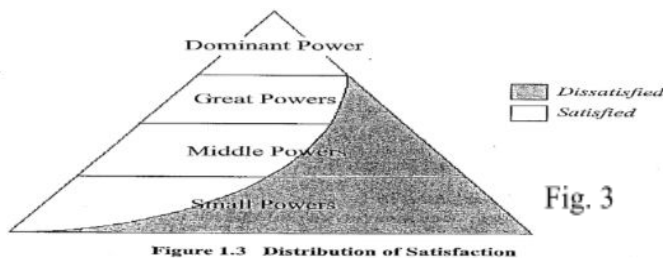 Dominant Power
Great Powers
Dissatisfied
Satisfied
Middle Powers
Small Powers
Fig. 3
Figure 1.3 Distribution of Satisfaction